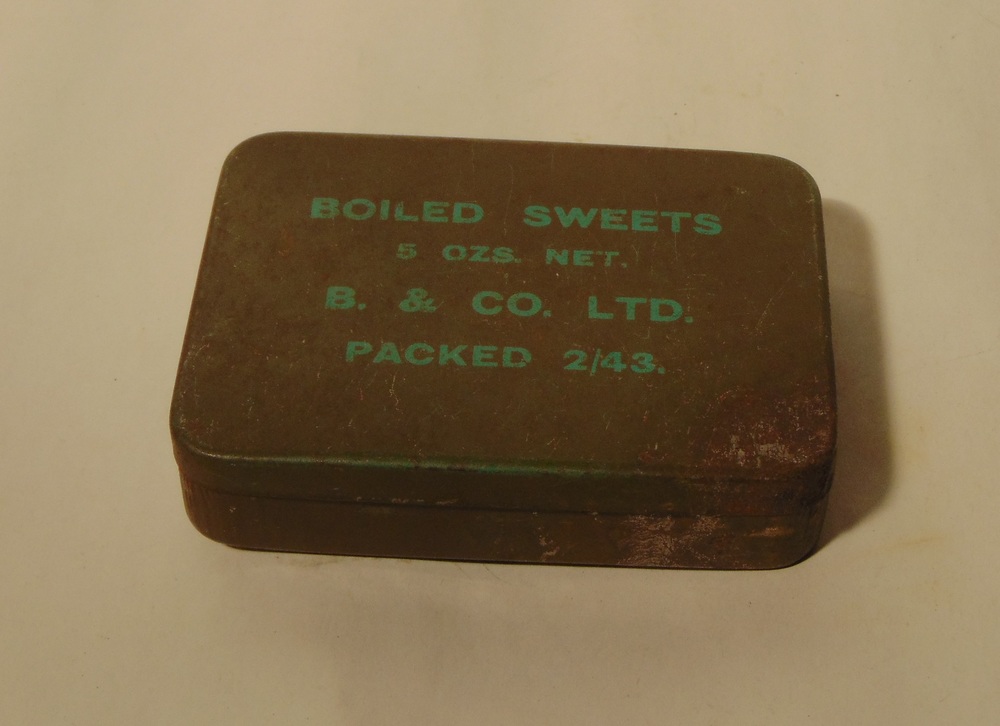 BOILED SWEETS
5 OZS. NET.
B. & CO. LTD.
PACKED 2/43.